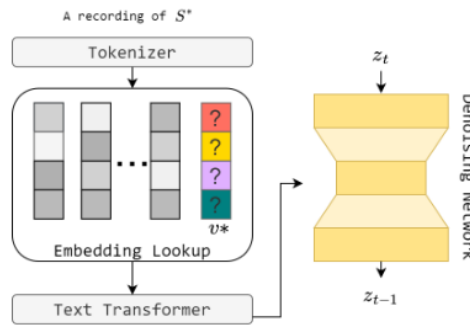 A recording of S*
Tokenizer
...
? 
?
?
?
v*
Embedding Lookup
Text Transformer
z_t
Denoising Network
z_{t-1}